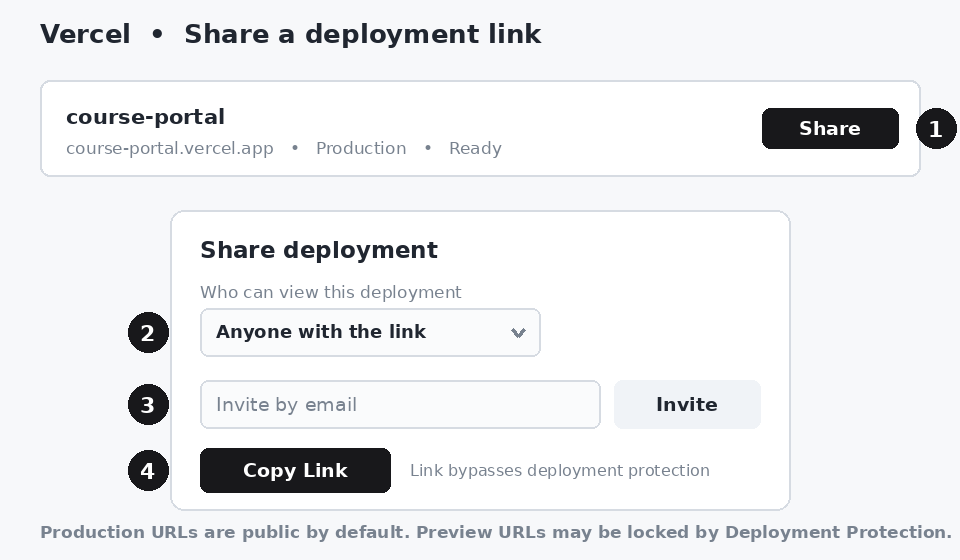 Vercel • Share a deployment link
course-portal
course-portal.vercel.app • Production • Ready
Share
1
Share deployment
Who can view this deployment
2
Anyone with the link
3
Invite by email
Invite
4
Copy Link
Link bypasses deployment protection
Production URLs are public by default. Preview URLs may be locked by Deployment Protection.